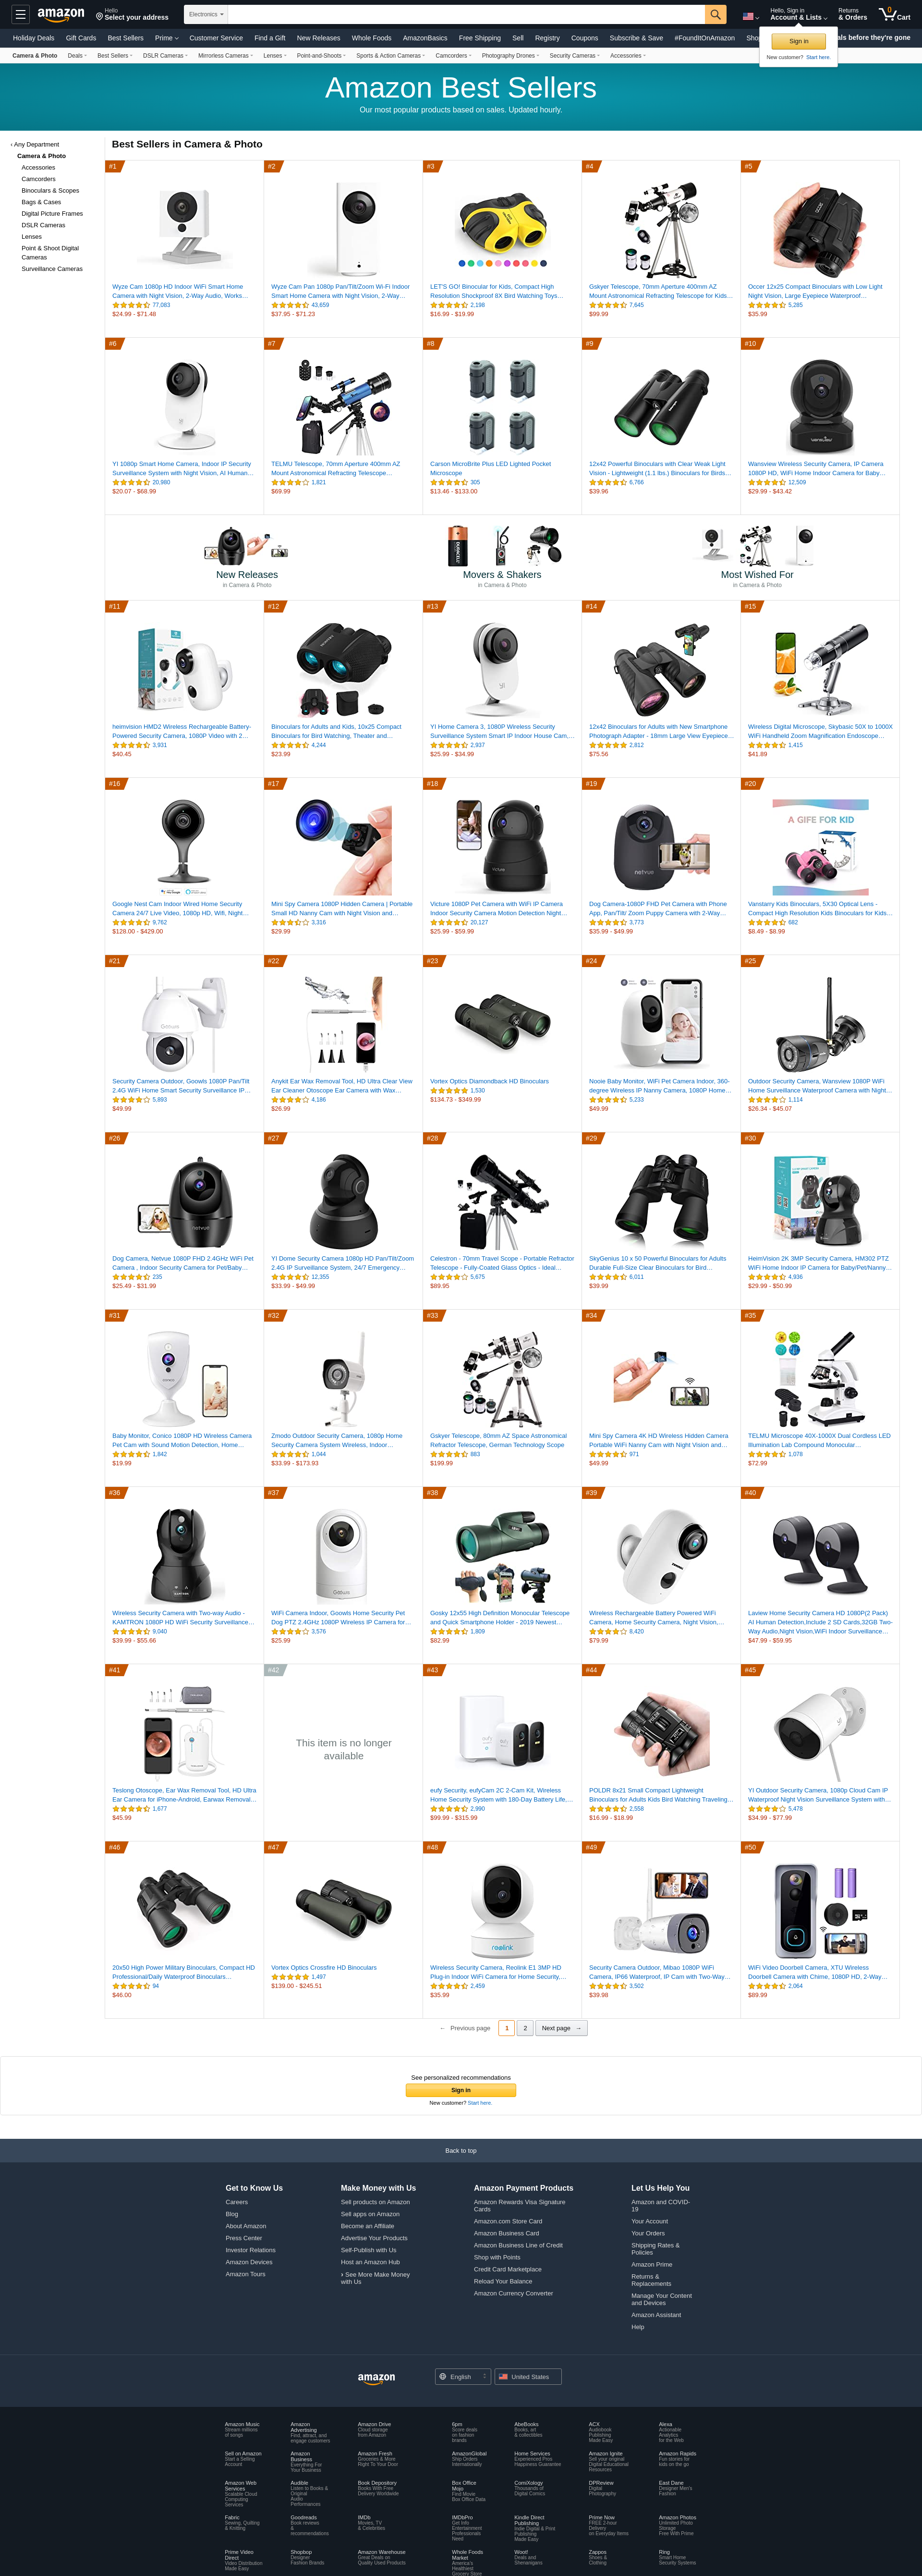 amazon
Hello
Select your address
Electronics
Hello, Sign in
Account & Lists
Returns
& Orders
0
Cart
Holiday Deals Gift Cards Best Sellers Prime Customer Service Find a Gift New Releases Whole Foods AmazonBasics Free Shipping Sell Registry Coupons Subscribe & Save #FoundItOnAmazon
Sign in
New customer? Start here.
als before they're gone
Camera & Photo Deals Best Sellers DSLR Cameras Mirrorless Cameras Lenses Point-and-Shoots Sports & Action Cameras Camcorders Photography Drones Security Cameras Accessories
Amazon Best Sellers
Our most popular products based on sales. Updated hourly.
‹ Any Department
Camera & Photo
Accessories
Camcorders
Binoculars & Scopes
Bags & Cases
Digital Picture Frames
DSLR Cameras
Lenses
Point & Shoot Digital
Cameras
Surveillance Cameras
Best Sellers in Camera & Photo
#1
Wyze Cam 1080p HD Indoor WiFi Smart Home
Camera with Night Vision, 2-Way Audio, Works…
77,083
$24.99 - $71.48
#2
Wyze Cam Pan 1080p Pan/Tilt/Zoom Wi-Fi Indoor
Smart Home Camera with Night Vision, 2-Way…
43,659
$37.95 - $71.23
#3
LET'S GO! Binocular for Kids, Compact High
Resolution Shockproof 8X Bird Watching Toys…
2,198
$16.99 - $19.99
#4
Gskyer Telescope, 70mm Aperture 400mm AZ
Mount Astronomical Refracting Telescope for Kids…
7,645
$99.99
#5
Occer 12x25 Compact Binoculars with Low Light
Night Vision, Large Eyepiece Waterproof…
5,285
$35.99
#6
YI 1080p Smart Home Camera, Indoor IP Security
Surveillance System with Night Vision, AI Human…
20,980
$20.07 - $68.99
#7
TELMU Telescope, 70mm Aperture 400mm AZ
Mount Astronomical Refracting Telescope…
1,821
$69.99
#8
Carson MicroBrite Plus LED Lighted Pocket
Microscope
305
$13.46 - $133.00
#9
12x42 Powerful Binoculars with Clear Weak Light
Vision - Lightweight (1.1 lbs.) Binoculars for Birds…
6,766
$39.96
#10
Wansview Wireless Security Camera, IP Camera
1080P HD, WiFi Home Indoor Camera for Baby…
12,509
$29.99 - $43.42
New Releases
in Camera & Photo
Movers & Shakers
in Camera & Photo
Most Wished For
in Camera & Photo
#11
heimvision HMD2 Wireless Rechargeable Battery-
Powered Security Camera, 1080P Video with 2…
3,931
$40.45
#12
Binoculars for Adults and Kids, 10x25 Compact
Binoculars for Bird Watching, Theater and…
4,244
$23.99
#13
YI Home Camera 3, 1080P Wireless Security
Surveillance System Smart IP Indoor House Cam,…
2,937
$25.99 - $34.99
#14
12x42 Binoculars for Adults with New Smartphone
Photograph Adapter - 18mm Large View Eyepiece…
2,812
$75.56
#15
Wireless Digital Microscope, Skybasic 50X to 1000X
WiFi Handheld Zoom Magnification Endoscope…
1,415
$41.89
#16
Google Nest Cam Indoor Wired Home Security
Camera 24/7 Live Video, 1080p HD, Wifi, Night…
9,762
$128.00 - $429.00
#17
Mini Spy Camera 1080P Hidden Camera | Portable
Small HD Nanny Cam with Night Vision and…
3,316
$29.99
#18
Victure 1080P Pet Camera with WiFi IP Camera
Indoor Security Camera Motion Detection Night…
20,127
$25.99 - $59.99
#19
netvue
Dog Camera-1080P FHD Pet Camera with Phone
App, Pan/Tilt/ Zoom Puppy Camera with 2-Way…
3,773
$35.99 - $49.99
#20
A GIFE FOR KID
Vanstarry Kids Binoculars, 5X30 Optical Lens -
Compact High Resolution Kids Binoculars for Kids…
682
$8.49 - $8.99
#21
Security Camera Outdoor, Goowls 1080P Pan/Tilt
2.4G WiFi Home Smart Security Surveillance IP…
5,893
$49.99
#22
Anykit Ear Wax Removal Tool, HD Ultra Clear View
Ear Cleaner Otoscope Ear Camera with Wax…
4,186
$26.99
#23
Vortex Optics Diamondback HD Binoculars
1,530
$134.73 - $349.99
#24
Nooie Baby Monitor, WiFi Pet Camera Indoor, 360-
degree Wireless IP Nanny Camera, 1080P Home…
5,233
$49.99
#25
Outdoor Security Camera, Wansview 1080P WiFi
Home Surveillance Waterproof Camera with Night…
1,114
$26.34 - $45.07
#26
netvue
Dog Camera, Netvue 1080P FHD 2.4GHz WiFi Pet
Camera , Indoor Security Camera for Pet/Baby…
235
$25.49 - $31.99
#27
YI Dome Security Camera 1080p HD Pan/Tilt/Zoom
2.4G IP Surveillance System, 24/7 Emergency…
12,355
$33.99 - $49.99
#28
Celestron - 70mm Travel Scope - Portable Refractor
Telescope - Fully-Coated Glass Optics - Ideal…
5,675
$89.95
#29
SkyGenius 10 x 50 Powerful Binoculars for Adults
Durable Full-Size Clear Binoculars for Bird…
6,011
$39.99
#30
HeimVision 2K 3MP Security Camera, HM302 PTZ
WiFi Home Indoor IP Camera for Baby/Pet/Nanny…
4,936
$29.99 - $50.99
#31
Baby Monitor, Conico 1080P HD Wireless Camera
Pet Cam with Sound Motion Detection, Home…
1,842
$19.99
#32
Zmodo Outdoor Security Camera, 1080p Home
Security Camera System Wireless, Indoor…
1,044
$33.99 - $173.93
#33
Gskyer Telescope, 80mm AZ Space Astronomical
Refractor Telescope, German Technology Scope
883
$199.99
#34
Mini Spy Camera 4K HD Wireless Hidden Camera
Portable WiFi Nanny Cam with Night Vision and…
971
$49.99
#35
TELMU Microscope 40X-1000X Dual Cordless LED
Illumination Lab Compound Monocular…
1,078
$72.99
#36
Wireless Security Camera with Two-way Audio -
KAMTRON 1080P HD WiFi Security Surveillance…
9,040
$39.99 - $55.66
#37
WiFi Camera Indoor, Goowls Home Security Pet
Dog PTZ 2.4GHz 1080P Wireless IP Camera for…
3,576
$25.99
#38
Gosky 12x55 High Definition Monocular Telescope
and Quick Smartphone Holder - 2019 Newest…
1,809
$82.99
#39
Wireless Rechargeable Battery Powered WiFi
Camera, Home Security Camera, Night Vision,…
8,420
$79.99
#40
Laview Home Security Camera HD 1080P(2 Pack)
AI Human Detection,Include 2 SD Cards,32GB Two-
Way Audio,Night Vision,WiFi Indoor Surveillance…
$47.99 - $59.95
#41
Teslong Otoscope, Ear Wax Removal Tool, HD Ultra
Ear Camera for iPhone-Android, Earwax Removal…
1,677
$45.99
#42
This item is no longer
available
#43
eufy Security, eufyCam 2C 2-Cam Kit, Wireless
Home Security System with 180-Day Battery Life,…
2,990
$99.99 - $315.99
#44
POLDR 8x21 Small Compact Lightweight
Binoculars for Adults Kids Bird Watching Traveling…
2,558
$16.99 - $18.99
#45
YI Outdoor Security Camera, 1080p Cloud Cam IP
Waterproof Night Vision Surveillance System with…
5,478
$34.99 - $77.99
#46
20x50 High Power Military Binoculars, Compact HD
Professional/Daily Waterproof Binoculars…
94
$46.00
#47
Vortex Optics Crossfire HD Binoculars
1,497
$139.00 - $245.51
#48
reolink
Wireless Security Camera, Reolink E1 3MP HD
Plug-in Indoor WiFi Camera for Home Security,…
2,459
$35.99
#49
Security Camera Outdoor, Mibao 1080P WiFi
Camera, IP66 Waterproof, IP Cam with Two-Way…
3,502
$39.98
#50
WiFi Video Doorbell Camera, XTU Wireless
Doorbell Camera with Chime, 1080P HD, 2-Way…
2,064
$89.99
← Previous page 1 2 Next page →
See personalized recommendations
Sign in
New customer? Start here.
Back to top
Get to Know Us
Careers
Blog
About Amazon
Press Center
Investor Relations
Amazon Devices
Amazon Tours
Make Money with Us
Sell products on Amazon
Sell apps on Amazon
Become an Affiliate
Advertise Your Products
Self-Publish with Us
Host an Amazon Hub
› See More Make Money
with Us
Amazon Payment Products
Amazon Rewards Visa Signature
Cards
Amazon.com Store Card
Amazon Business Card
Amazon Business Line of Credit
Shop with Points
Credit Card Marketplace
Reload Your Balance
Amazon Currency Converter
Let Us Help You
Amazon and COVID-
19
Your Account
Your Orders
Shipping Rates &
Policies
Amazon Prime
Returns &
Replacements
Manage Your Content
and Devices
Amazon Assistant
Help
amazon
English
United States
Amazon Music
Stream millions
of songs
Amazon
Advertising
Find, attract, and
engage customers
Amazon Drive
Cloud storage
from Amazon
6pm
Score deals
on fashion
brands
AbeBooks
Books, art
& collectibles
ACX
Audiobook
Publishing
Made Easy
Alexa
Actionable
Analytics
for the Web
Sell on Amazon
Start a Selling
Account
Amazon
Business
Everything For
Your Business
Amazon Fresh
Groceries & More
Right To Your Door
AmazonGlobal
Ship Orders
Internationally
Home Services
Experienced Pros
Happiness Guarantee
Amazon Ignite
Sell your original
Digital Educational
Resources
Amazon Rapids
Fun stories for
kids on the go
Amazon Web
Services
Scalable Cloud
Computing
Services
Audible
Listen to Books &
Original
Audio
Performances
Book Depository
Books With Free
Delivery Worldwide
Box Office
Mojo
Find Movie
Box Office Data
ComiXology
Thousands of
Digital Comics
DPReview
Digital
Photography
East Dane
Designer Men's
Fashion
Fabric
Sewing, Quilting
& Knitting
Goodreads
Book reviews
&
recommendations
IMDb
Movies, TV
& Celebrities
IMDbPro
Get Info
Entertainment
Professionals
Need
Kindle Direct
Publishing
Indie Digital & Print
Publishing
Made Easy
Prime Now
FREE 2-hour
Delivery
on Everyday Items
Amazon Photos
Unlimited Photo
Storage
Free With Prime
Prime Video
Direct
Video Distribution
Made Easy
Shopbop
Designer
Fashion Brands
Amazon Warehouse
Great Deals on
Quality Used Products
Whole Foods
Market
America's
Healthiest
Grocery Store
Woot!
Deals and
Shenanigans
Zappos
Shoes &
Clothing
Ring
Smart Home
Security Systems